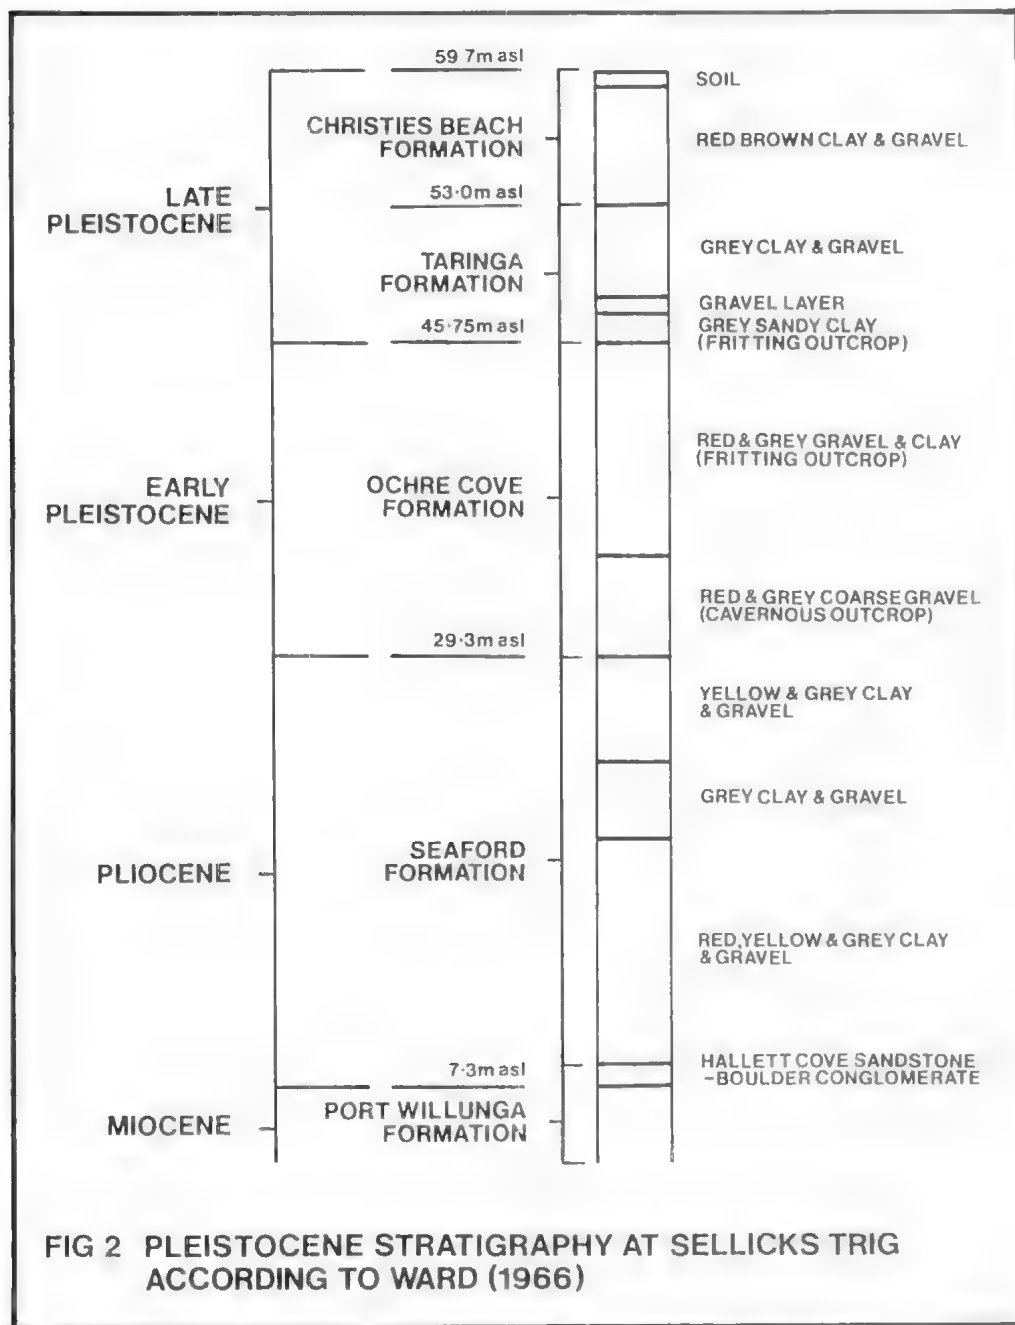 59·7m asl
SOIL
CHRISTIES BEACH
FORMATION
RED BROWN CLAY & GRAVEL
LATE
PLEISTOCENE
53·0m asl
GREY CLAY & GRAVEL
TARINGA
FORMATION
GRAVEL LAYER
45·75m asl
GREY SANDY CLAY
(FRITTING OUTCROP)
RED & GREY GRAVEL & CLAY
(FRITTING OUTCROP)
EARLY
PLEISTOCENE
OCHRE COVE
FORMATION
RED & GREY COARSE GRAVEL
(CAVERNOUS OUTCROP)
29·3m asl
YELLOW & GREY CLAY
& GRAVEL
GREY CLAY & GRAVEL
PLIOCENE
SEAFORD
FORMATION
RED, YELLOW & GREY CLAY
& GRAVEL
7·3m asl
HALLETT COVE SANDSTONE
-BOULDER CONGLOMERATE
MIOCENE
PORT WILLUNGA
FORMATION
FIG 2 PLEISTOCENE STRATIGRAPHY AT SELLICKS TRIG
ACCORDING TO WARD (1966)